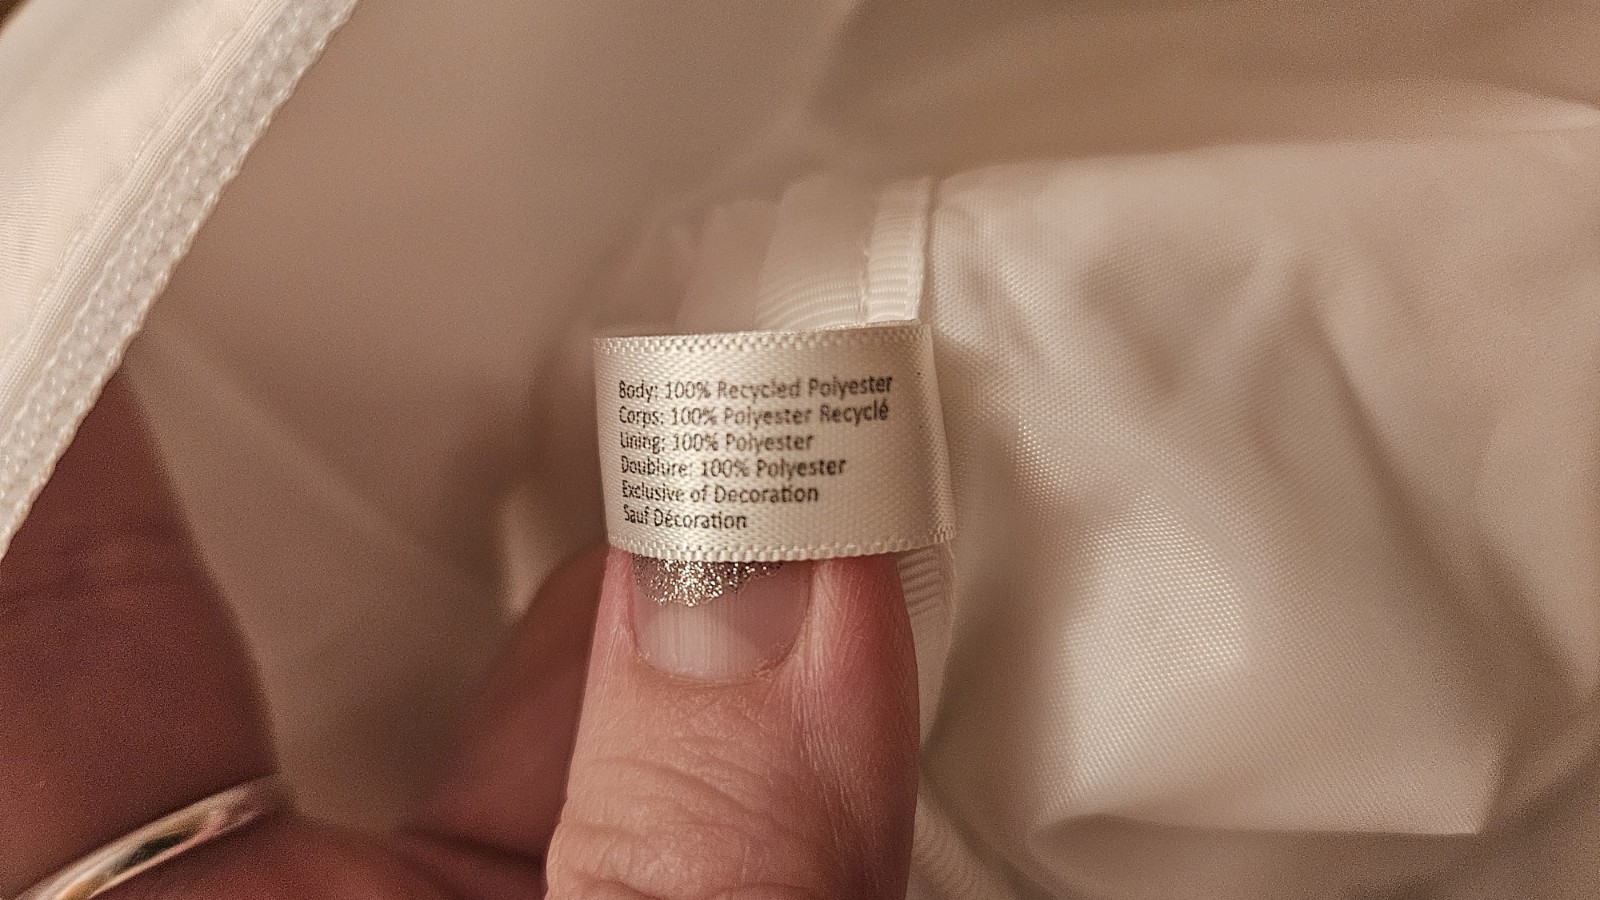 Body: 100% Recycled Polyester
Corps: 100% Polyester Recyclé
Lining: 100% Polyester
Doublure: 100% Polyester
Exclusive of Decoration
Sauf Décoration